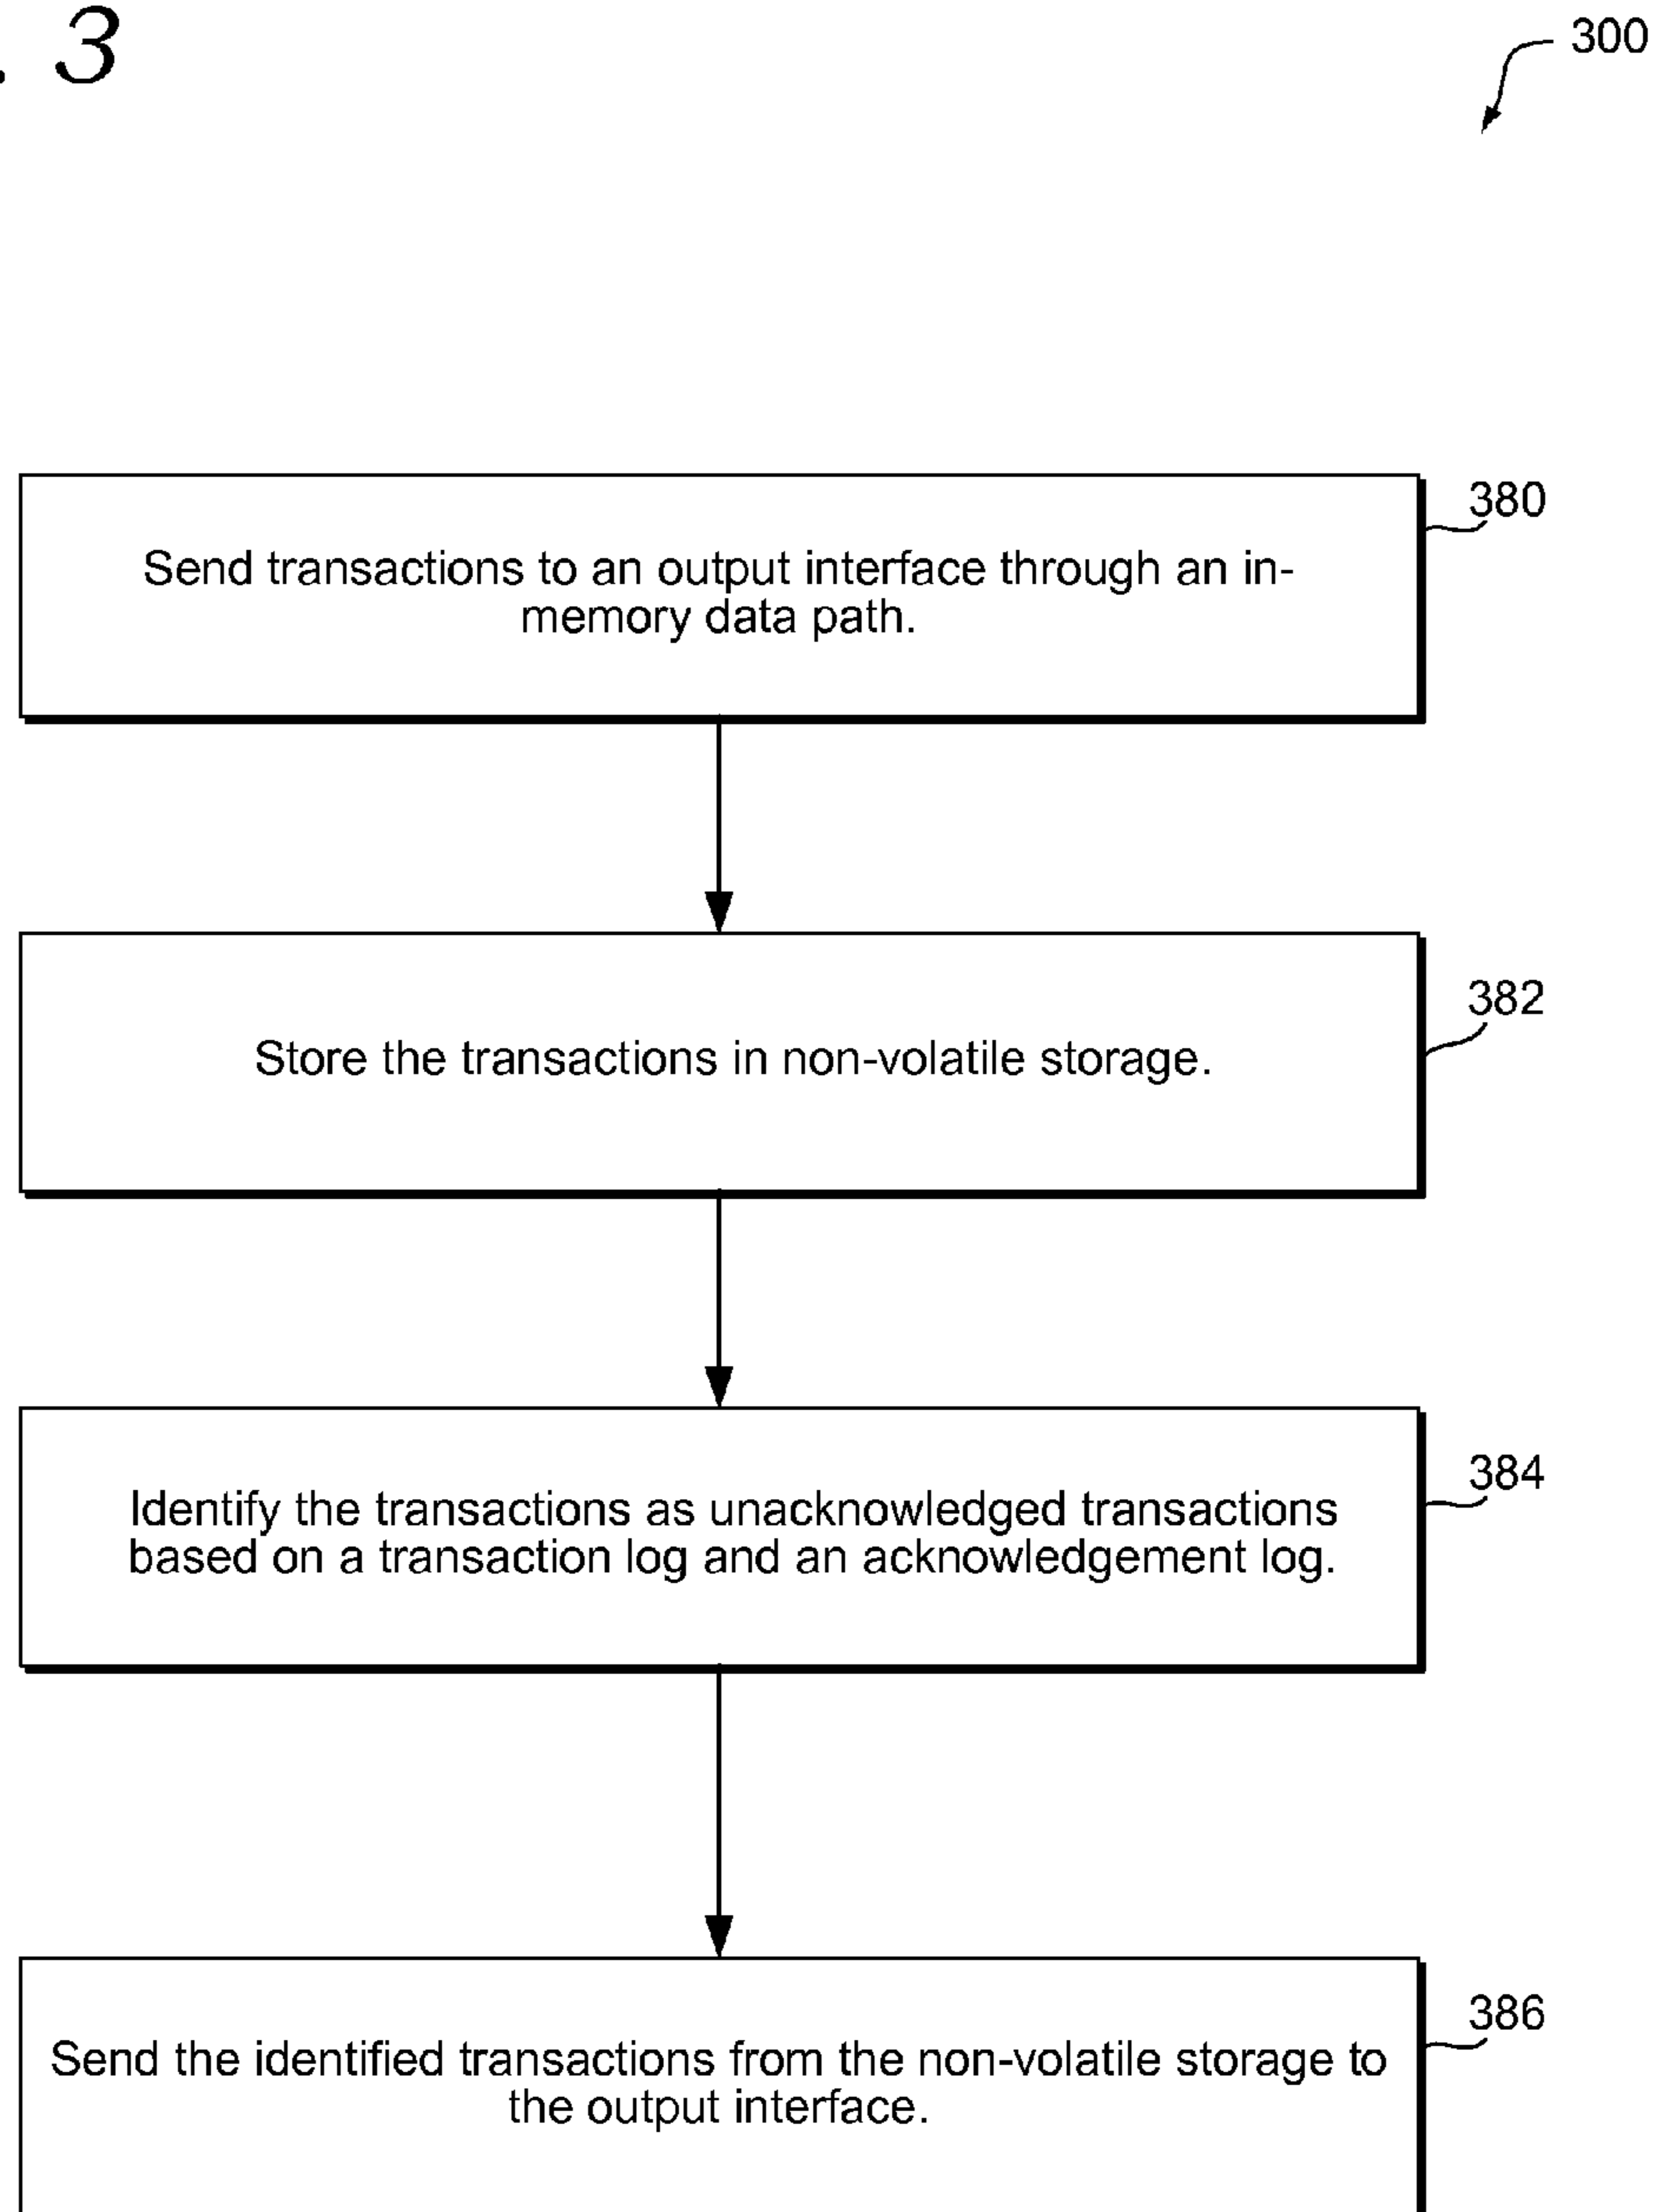 . 3
300
380
Send transactions to an output interface through an in-
memory data path.
382
Store the transactions in non-volatile storage.
384
Identify the transactions as unacknowledged transactions
based on a transaction log and an acknowledgement log.
386
Send the identified transactions from the non-volatile storage to
the output interface.